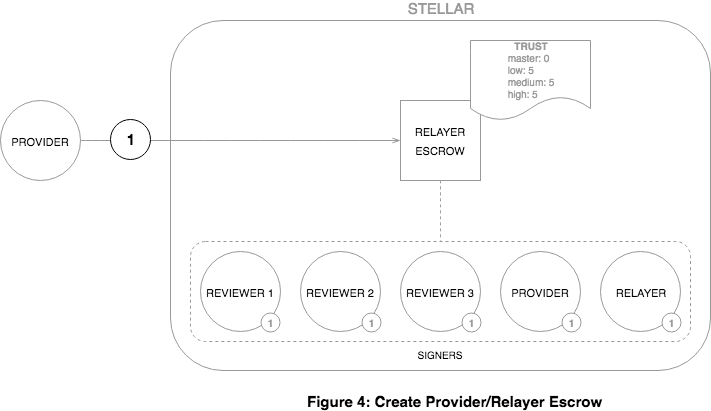 STELLAR
TRUST
master: 0
low: 5
medium: 5
high: 5
PROVIDER
1
RELAYER
ESCROW
REVIEWER 1
REVIEWER 2
REVIEWER 3
PROVIDER
RELAYER
1
1
1
1
1
SIGNERS
Figure 4: Create Provider/Relayer Escrow